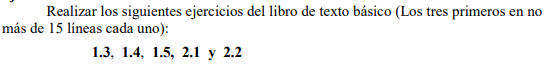 Realizar los siguientes ejercicios del libro de texto básico (Los tres primeros en no
más de 15 líneas cada uno):
1.3, 1.4, 1.5, 2.1 y 2.2